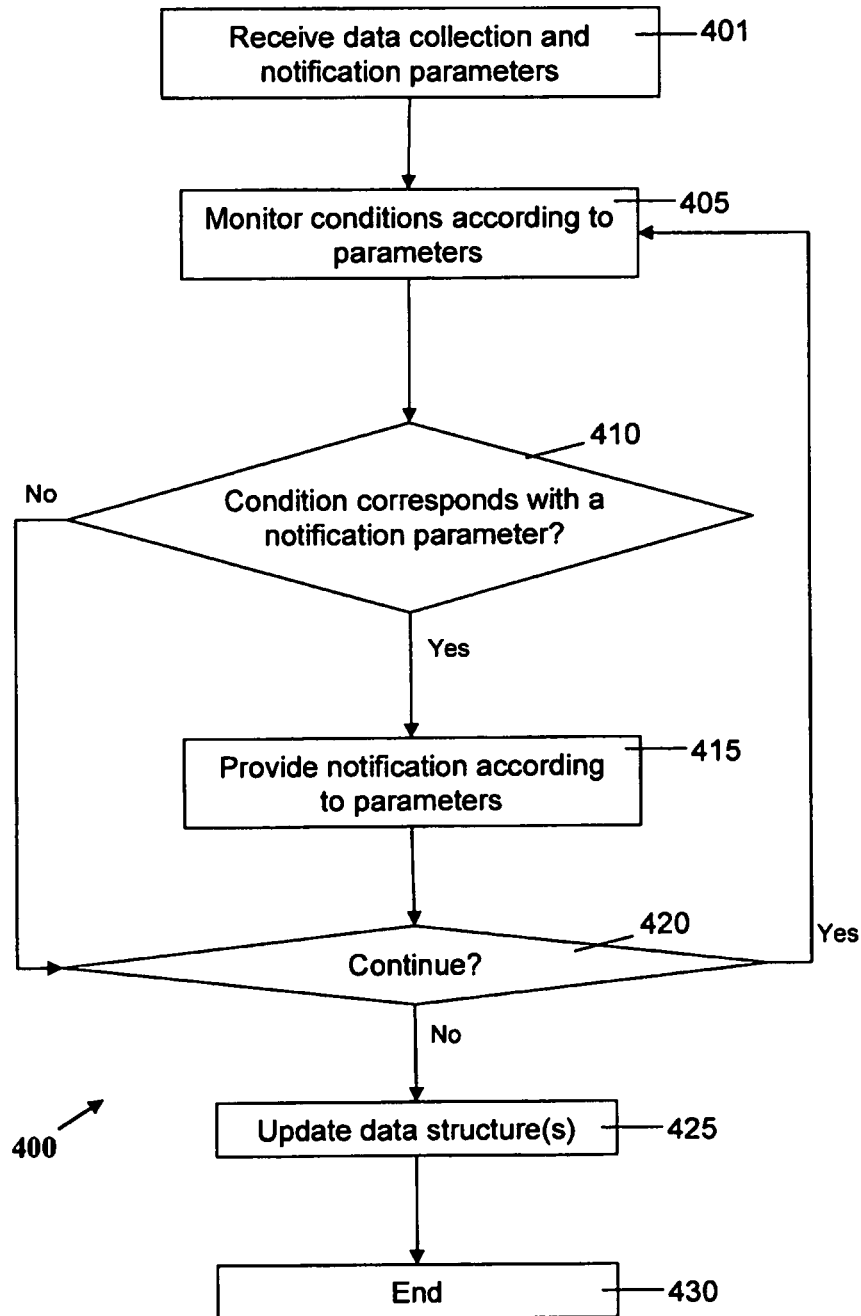 Receive data collection and
notification parameters
401
Monitor conditions according to
parameters
405
410
No
Condition corresponds with a
notification parameter?
Yes
Provide notification according
to parameters
415
420
Continue?
Yes
No
400
Update data structure(s)
425
End
430